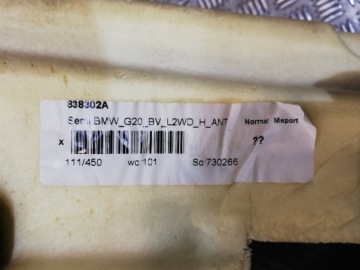 838302A
Semi BMW_G20_BV_L2WD_H_ANT Normal Msport
x ??
111/450 wc 101 So 730266